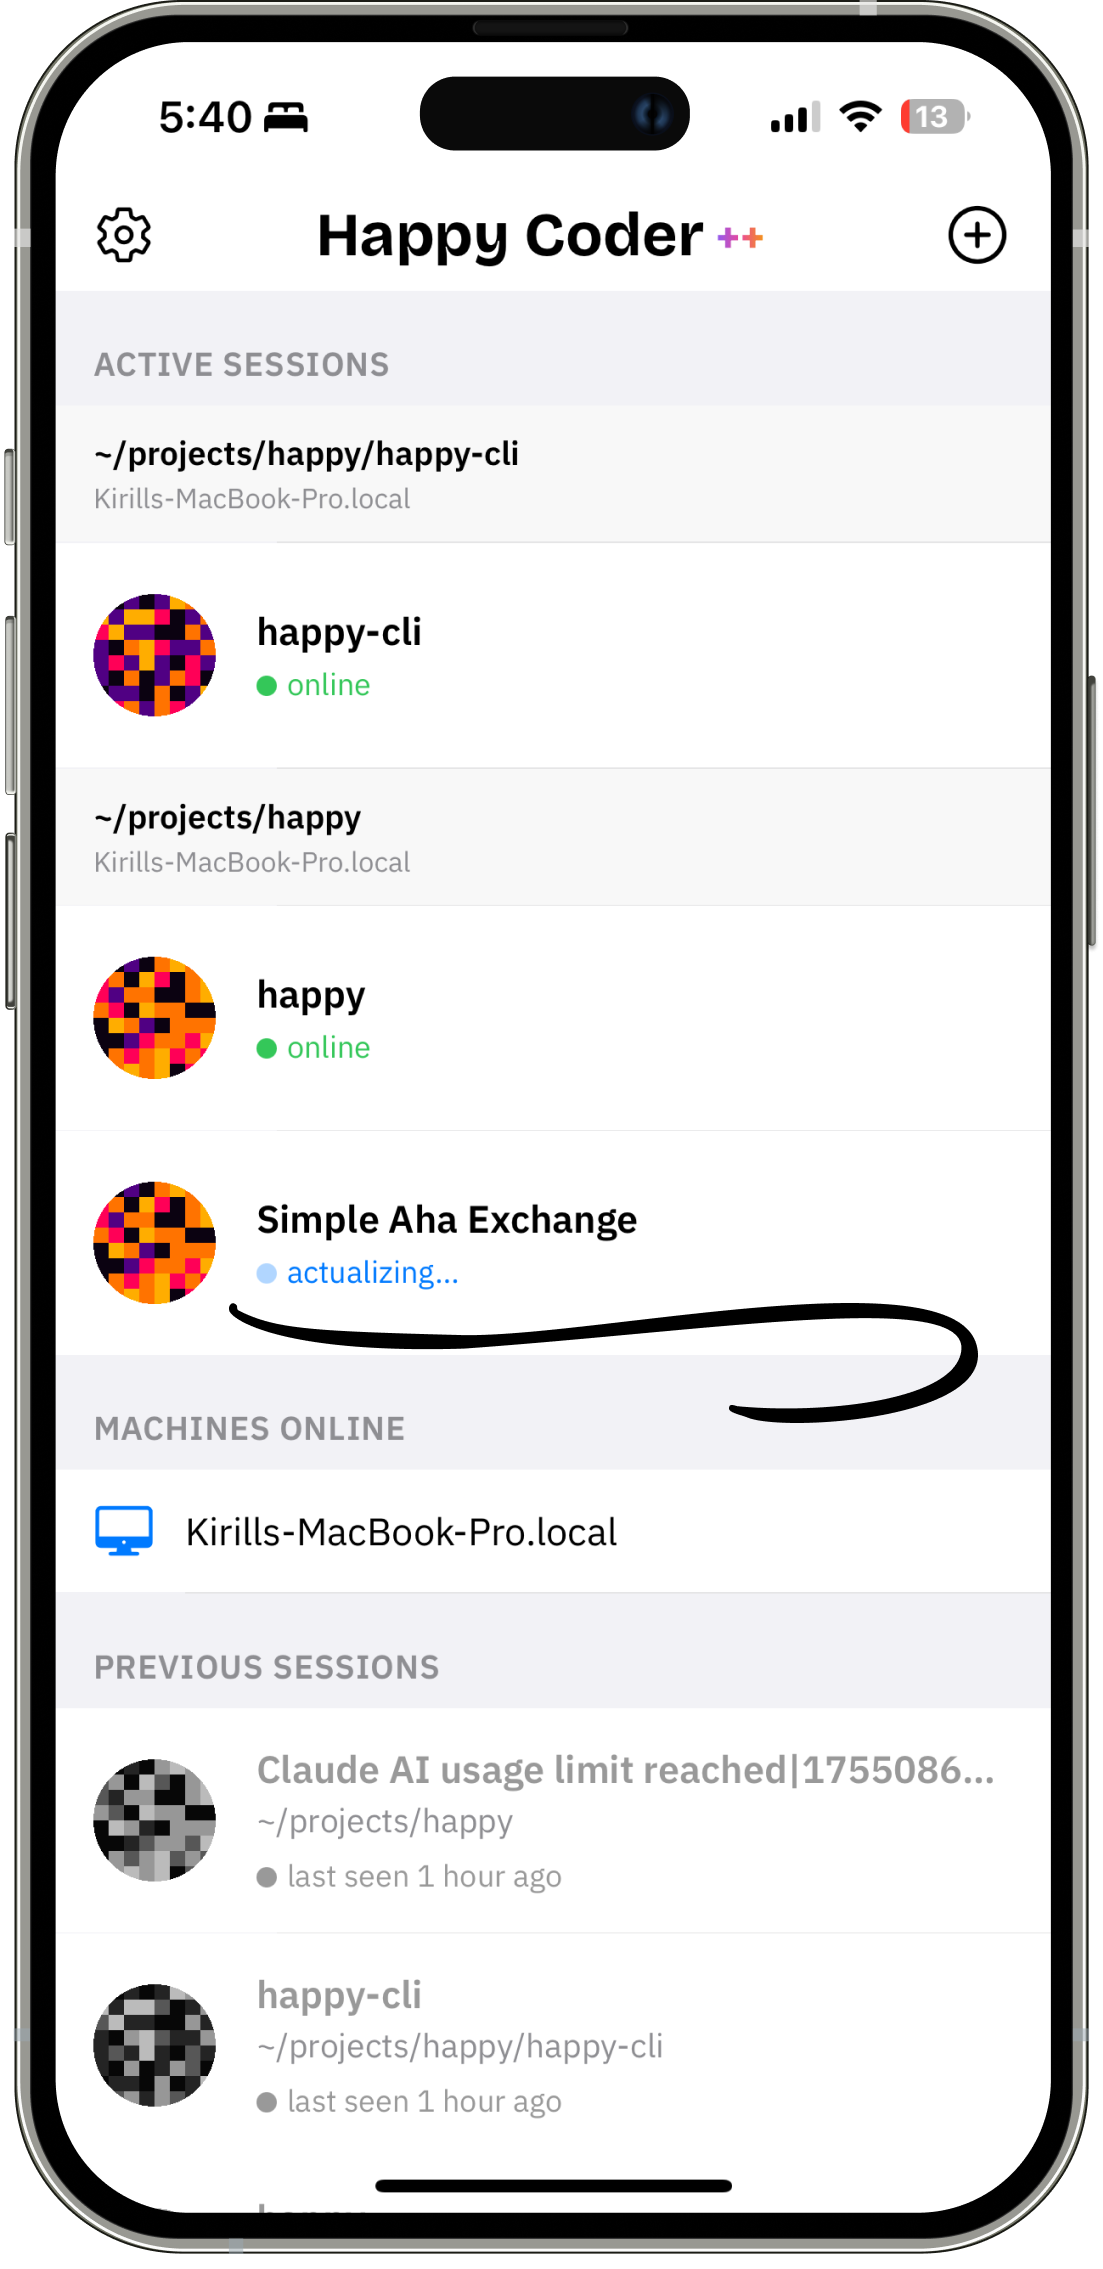 5:40
13
Happy Coder ++
ACTIVE SESSIONS
~/projects/happy/happy-cli
Kirills-MacBook-Pro.local
happy-cli
online
~/projects/happy
Kirills-MacBook-Pro.local
happy
online
Simple Aha Exchange
actualizing...
MACHINES ONLINE
Kirills-MacBook-Pro.local
PREVIOUS SESSIONS
Claude AI usage limit reached|1755086...
~/projects/happy
last seen 1 hour ago
happy-cli
~/projects/happy/happy-cli
last seen 1 hour ago